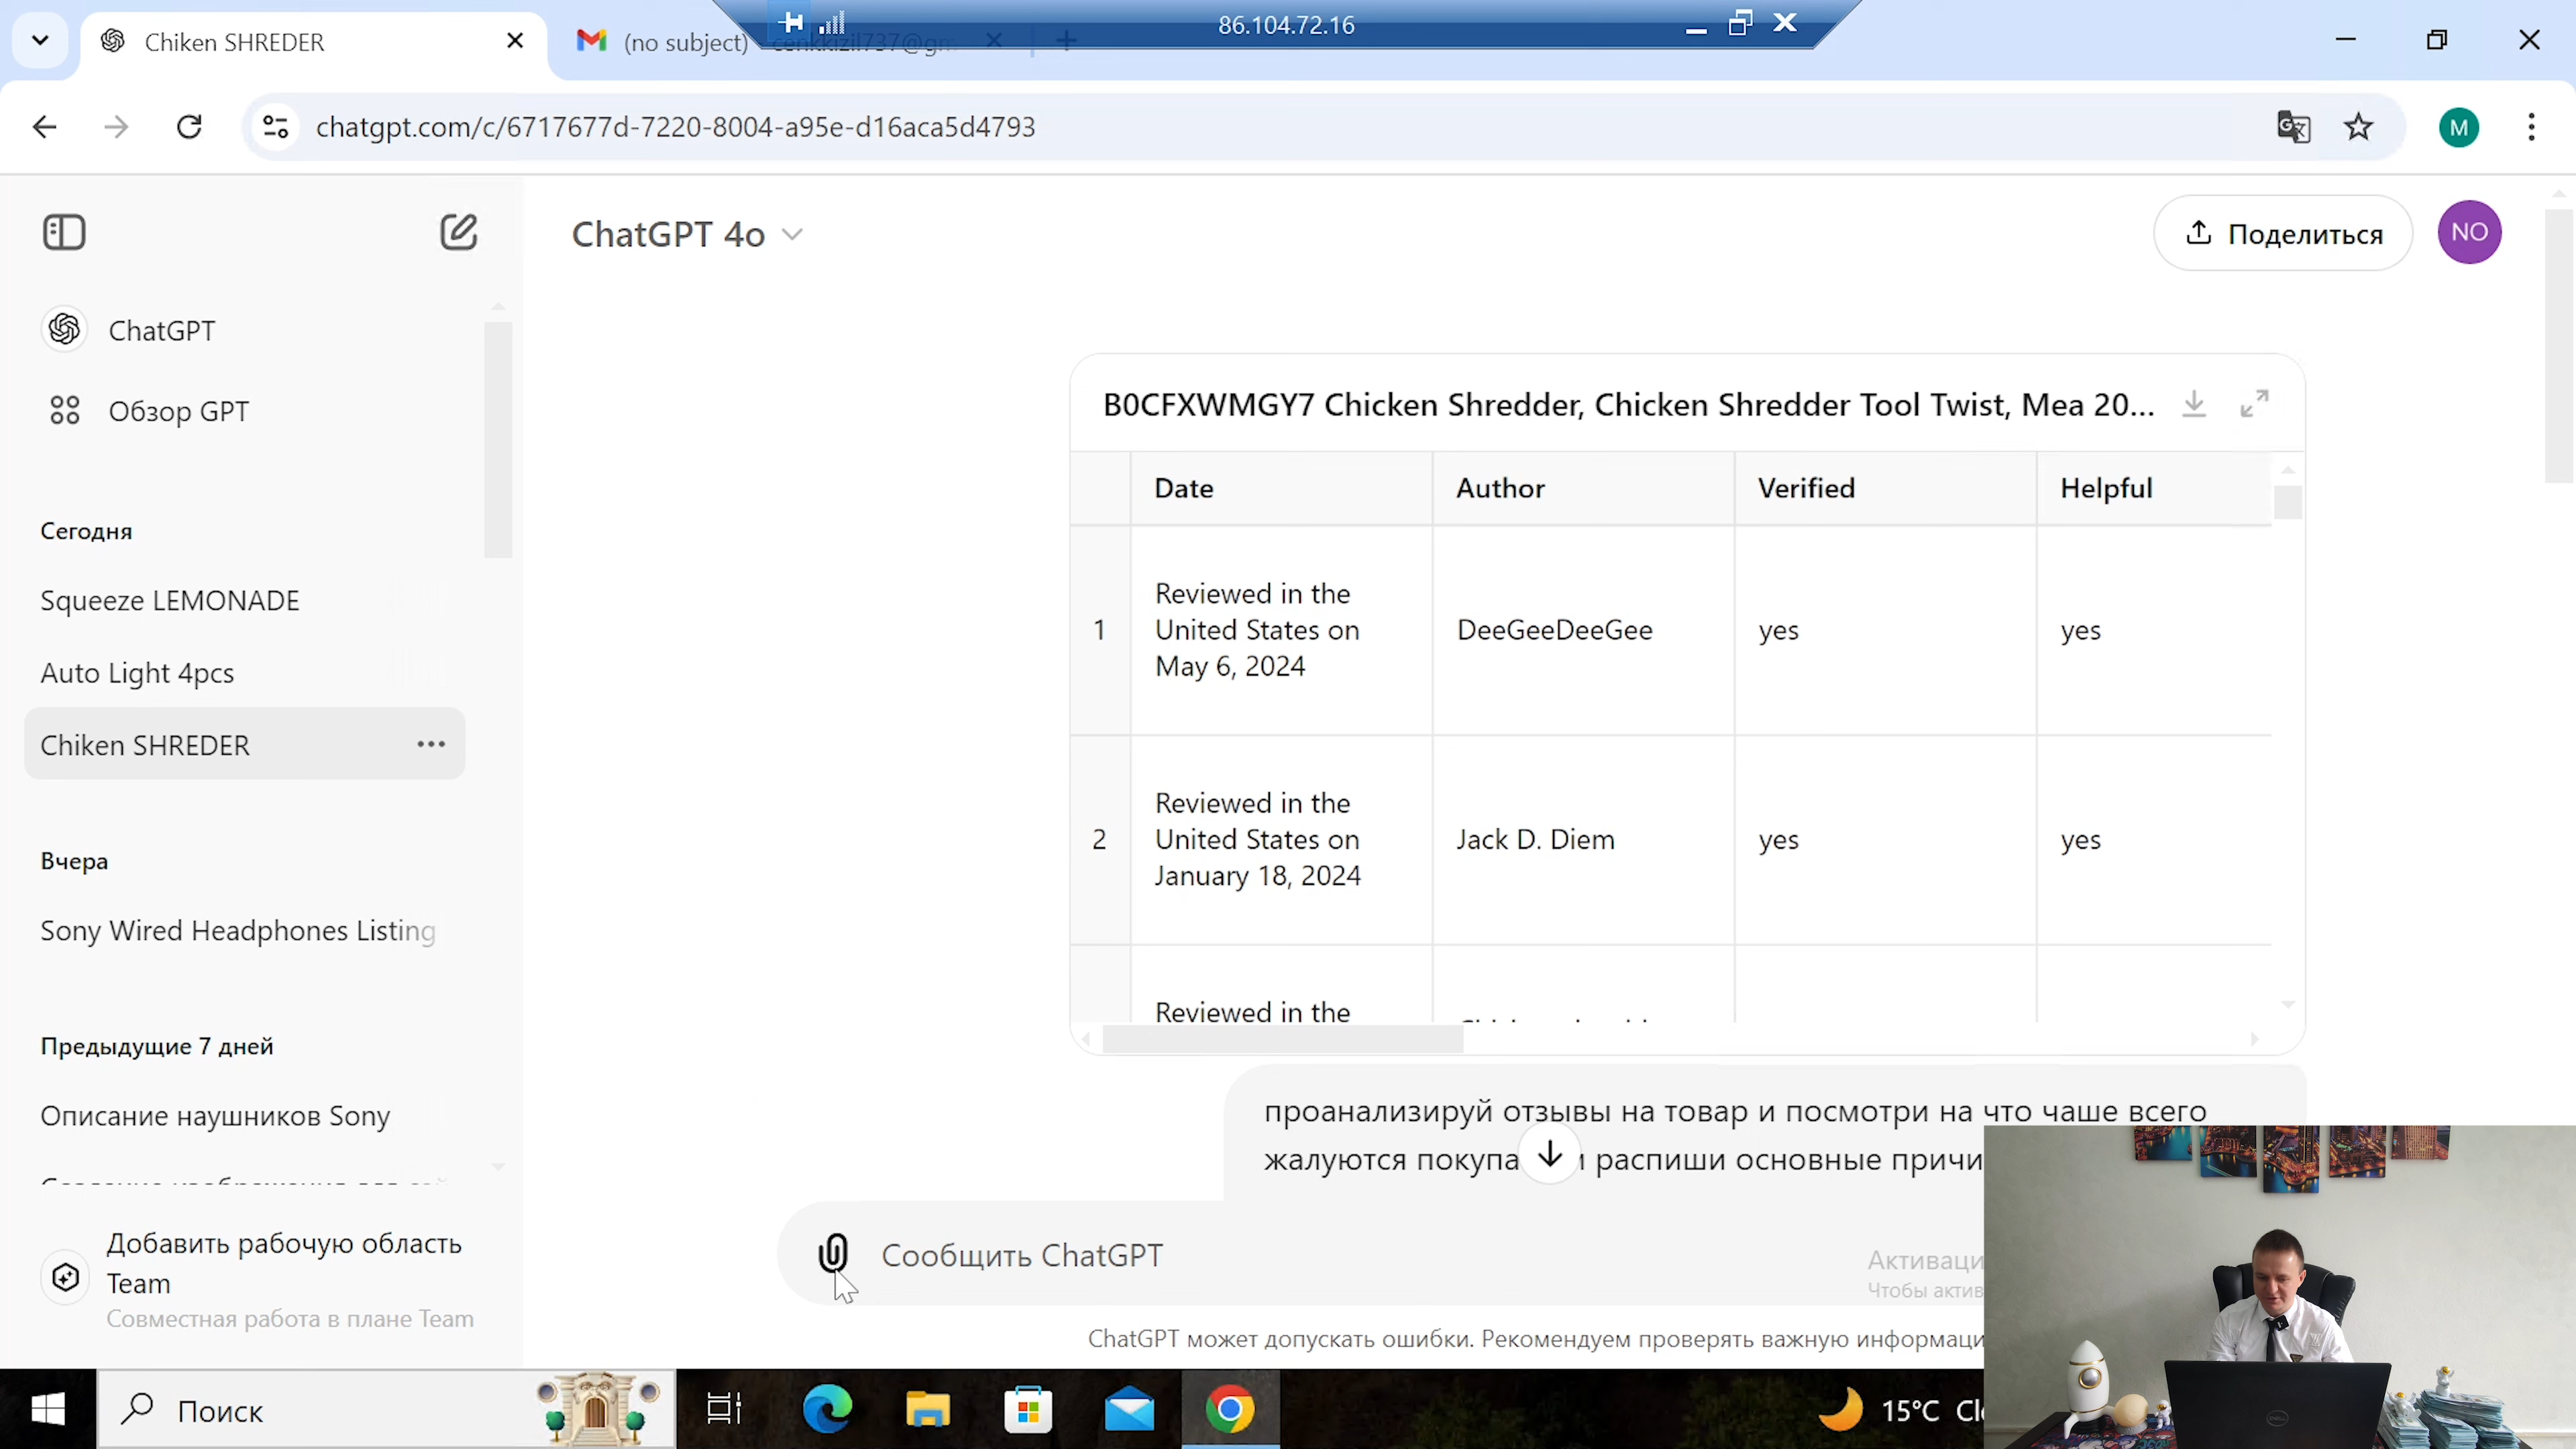 86.104.72.16
Chiken SHREDER
(no subject)
chatgpt.com/c/6717677d-7220-8004-a95e-d16aca5d4793
M
ChatGPT 4o
Поделиться
NO
ChatGPT
Обзор GPT
Сегодня
Squeeze LEMONADE
Auto Light 4pcs
Chiken SHREDER
Вчера
Sony Wired Headphones Listing
Предыдущие 7 дней
Описание наушников Sony
Добавить рабочую область
Team
Совместная работа в плане Team
B0CFXWMGY7 Chicken Shredder, Chicken Shredder Tool Twist, Mea 20...
Date Author Verified Helpful
1 Reviewed in the United States on May 6, 2024 DeeGeeDeeGee yes yes
2 Reviewed in the United States on January 18, 2024 Jack D. Diem yes yes
Reviewed in the
проанализируй отзывы на товар и посмотри на что чаше всего
жалуются покупа распиши основные причи
Сообщить ChatGPT
Активаци
Чтобы актив
ChatGPT может допускать ошибки. Рекомендуем проверять важную информаци
Поиск
15°C Cl